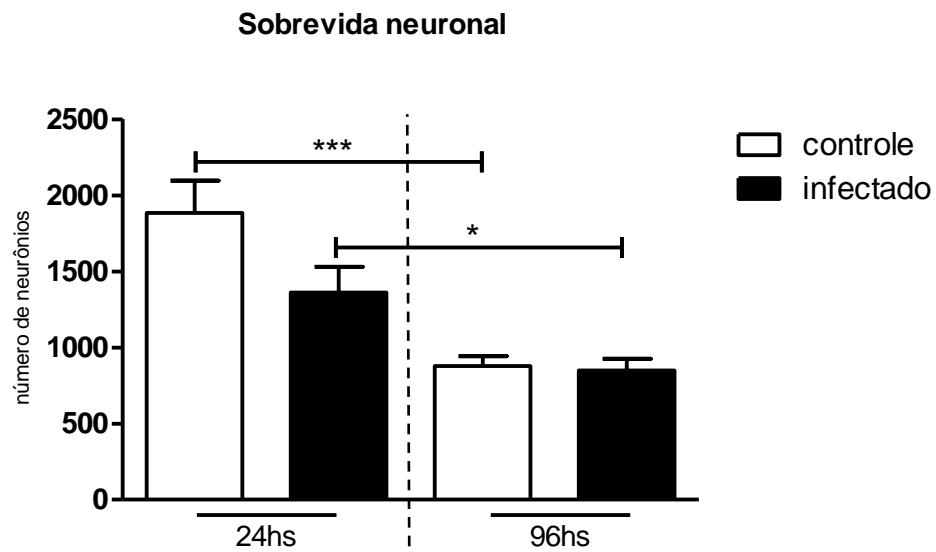 Sobrevida neuronal
2500
2000
1500
1000
500
0
número de neurônios
***
*
24hs
96hs
controle
infectado